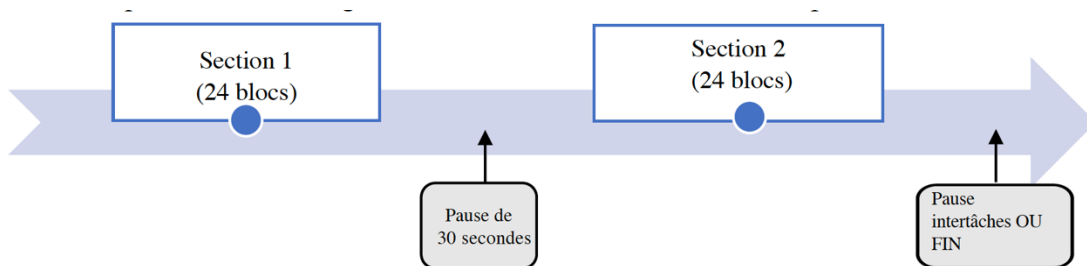 Section 1
(24 blocs)
Section 2
(24 blocs)
Pause de
30 secondes
Pause
intertâches OU
FIN